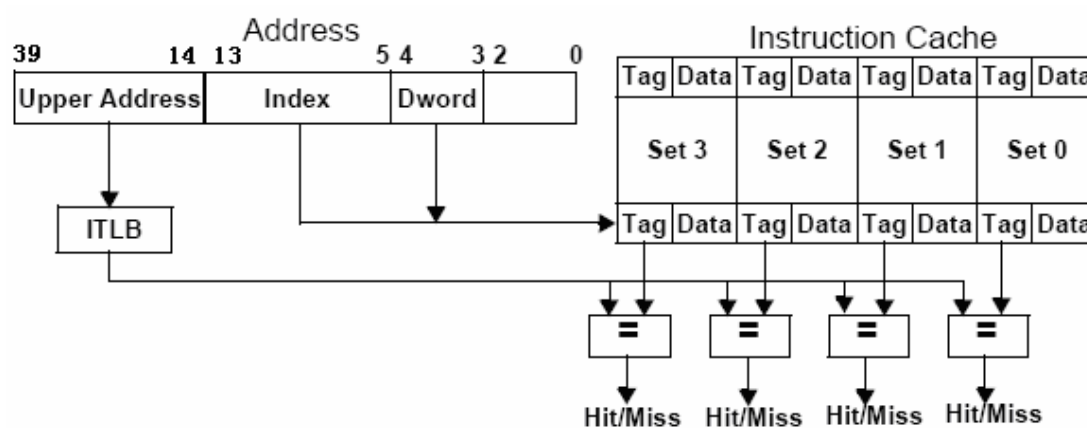 Address
Instruction Cache
39 14 13 5 4 3 2 0
Tag Data Tag Data Tag Data Tag Data
Upper Address Index Dword
Set 3 Set 2 Set 1 Set 0
ITLB
Tag Data Tag Data Tag Data Tag Data
= = = =
Hit/Miss Hit/Miss Hit/Miss Hit/Miss